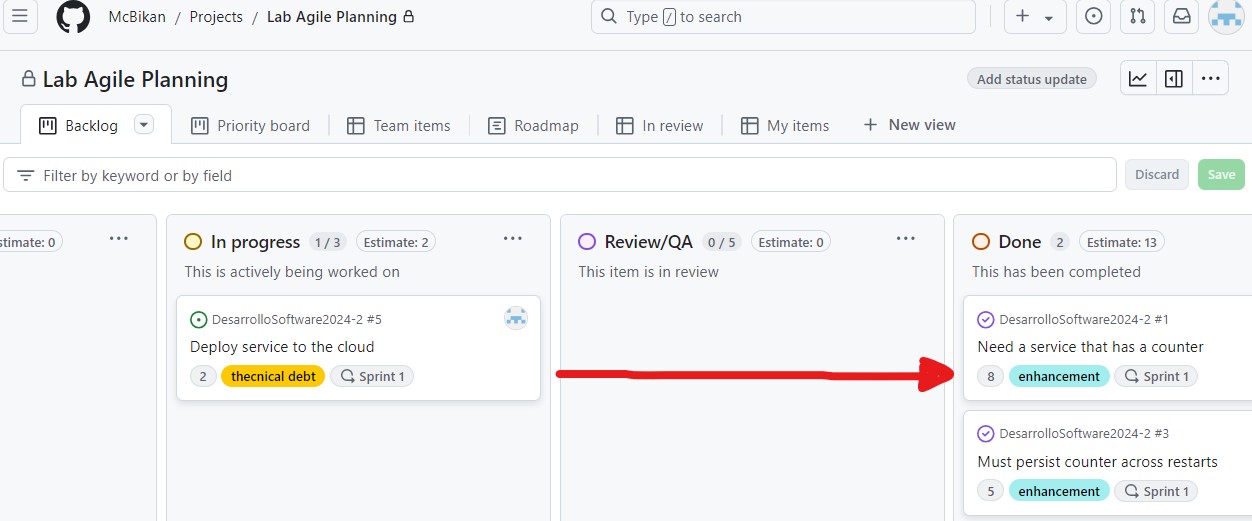 McBikan / Projects / Lab Agile Planning
Type / to search
Lab Agile Planning
Add status update
Backlog
Priority board
Team items
Roadmap
In review
My items
+ New view
Filter by keyword or by field
Discard
Save
stimate: 0
In progress 1 / 3 Estimate: 2
This is actively being worked on
DesarrolloSoftware2024-2 #5
Deploy service to the cloud
2 thecnical debt Sprint 1
Review/QA 0 / 5 Estimate: 0
This item is in review
Done 2 Estimate: 13
This has been completed
DesarrolloSoftware2024-2 #1
Need a service that has a counter
8 enhancement Sprint 1
DesarrolloSoftware2024-2 #3
Must persist counter across restarts
5 enhancement Sprint 1